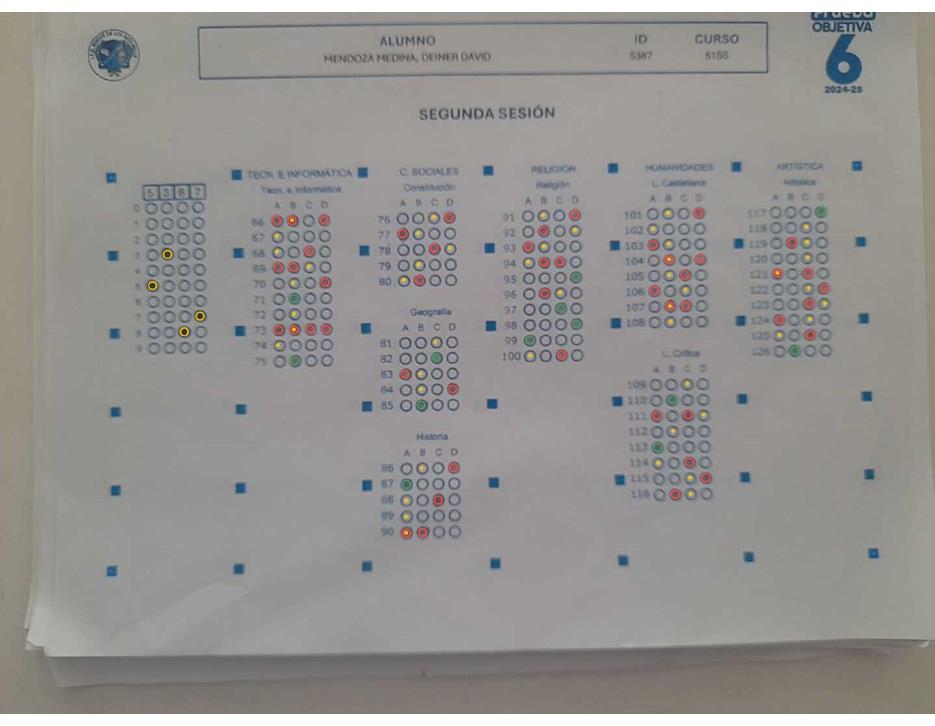 Prueba
OBJETIVA
6
2024-25
ALUMNO ID CURSO
MENDOZA MEDINA, DEINER DAVID 5387 61SS
SEGUNDA SESIÓN
5 3 8 7
0
1
2
3
4
5
6
7
8
9
TECN. E INFORMÁTICA
Tecn. e Informática
A B C D
66
67
68
69
70
71
72
73
74
75
C. SOCIALES
Constitución
A B C D
76
77
78
79
80
Geografía
A B C D
81
82
83
84
85
Historia
A B C D
86
87
88
89
90
RELIGION
Religión
A B C D
91
92
93
94
95
96
97
98
99
100
HUMANIDADES
L. Castellana
A B C D
101
102
103
104
105
106
107
108
L. Crítica
A B C D
109
110
111
112
113
114
115
116
ARTÍSTICA
Artística
A B C D
117
118
119
120
121
122
123
124
125
126